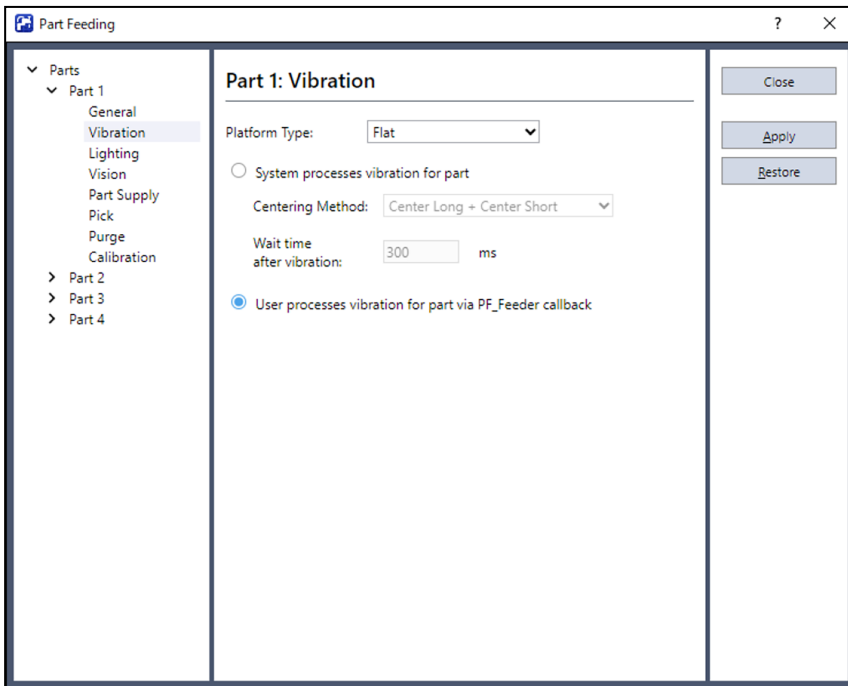 Part Feeding
?
Parts
Part 1
General
Vibration
Lighting
Vision
Part Supply
Pick
Purge
Calibration
Part 2
Part 3
Part 4
Part 1: Vibration
Platform Type: Flat
System processes vibration for part
Centering Method: Center Long + Center Short
Wait time
after vibration: 300 ms
User processes vibration for part via PF_Feeder callback
Close
Apply
Restore